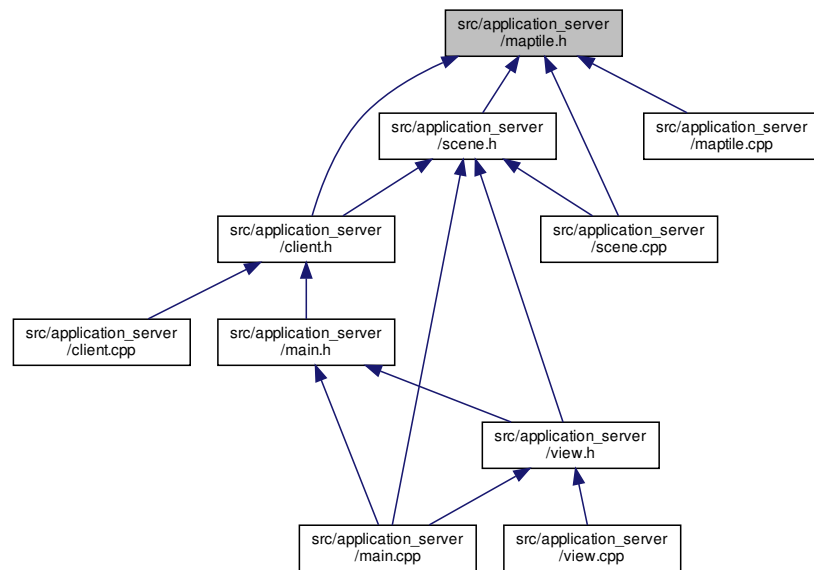 src/application_server
/maptile.h
src/application_server
/scene.h
src/application_server
/maptile.cpp
src/application_server
/client.h
src/application_server
/scene.cpp
src/application_server
/client.cpp
src/application_server
/main.h
src/application_server
/view.h
src/application_server
/main.cpp
src/application_server
/view.cpp